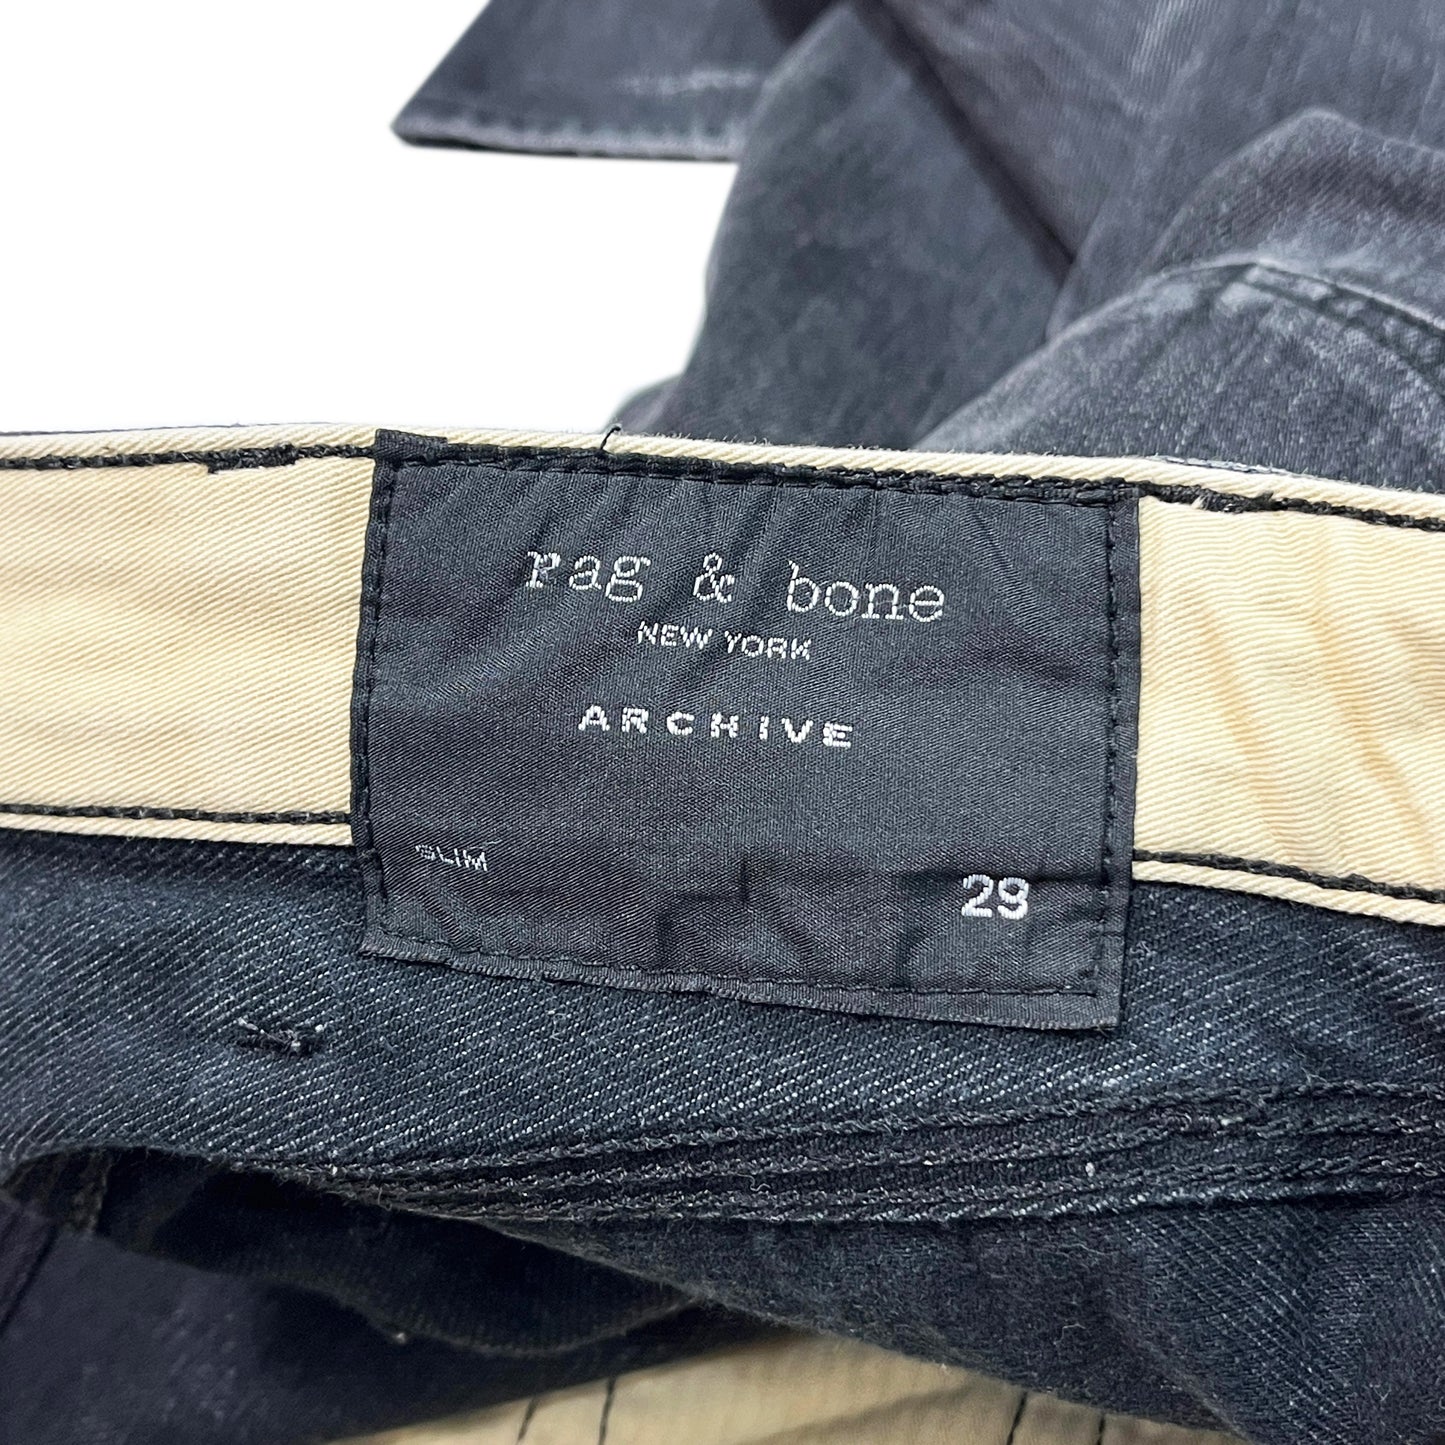 rag & bone
NEW YORK
ARCHIVE
SLIM
29